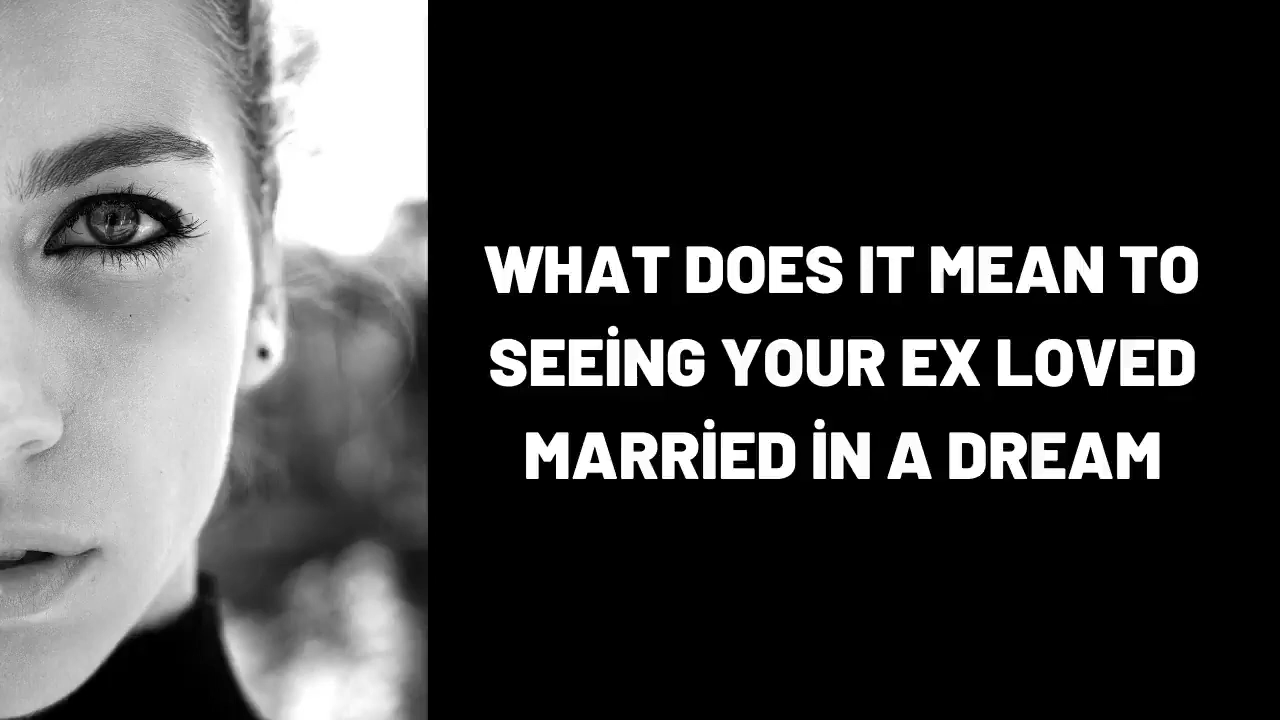 WHAT DOES IT MEAN TO
SEEİNG YOUR EX LOVED
MARRİED İN A DREAM